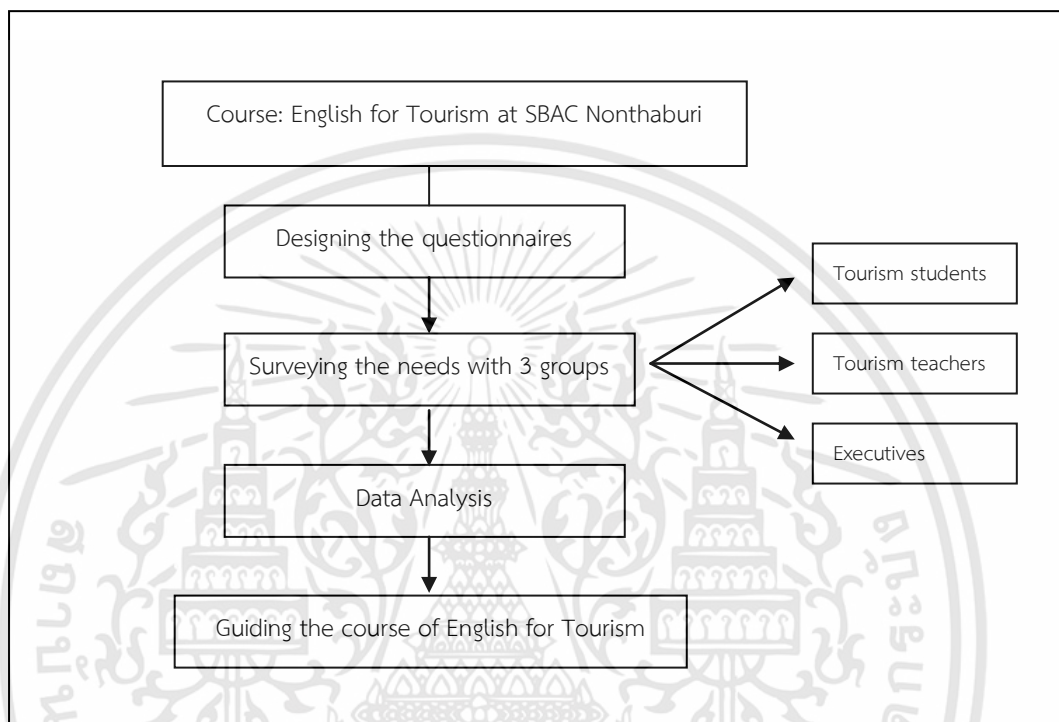 Course: English for Tourism at SBAC Nonthaburi
Designing the questionnaires
Surveying the needs with 3 groups
Tourism students
Tourism teachers
Executives
Data Analysis
Guiding the course of English for Tourism